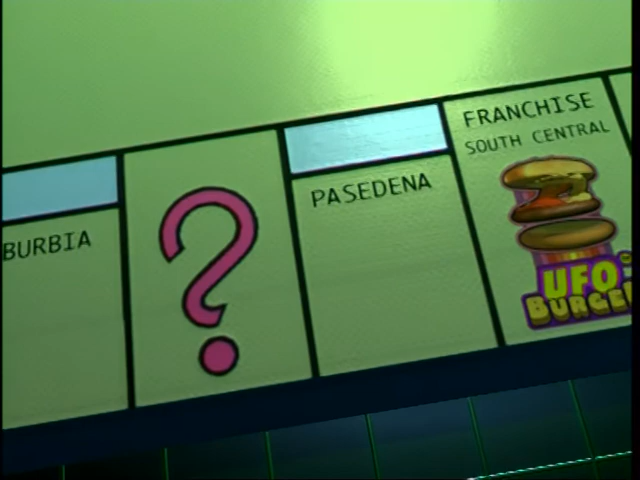 BURBIA
?
PASEDENA
FRANCHISE
SOUTH CENTRAL
UFO
BURGER